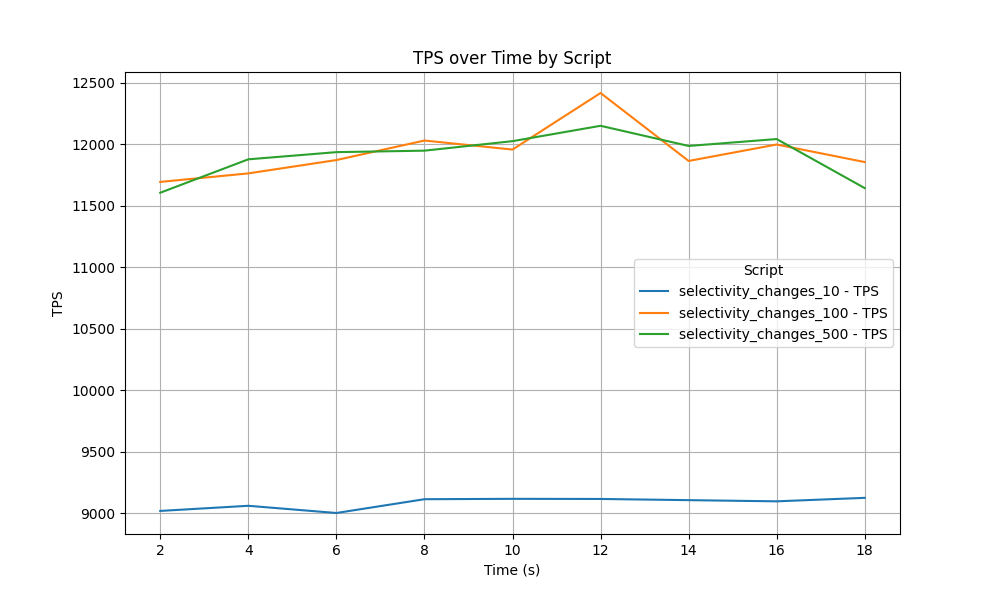 TPS over Time by Script
12500
12000
11500
11000
10500
10000
9500
9000
TPS
Script
selectivity_changes_10 - TPS
selectivity_changes_100 - TPS
selectivity_changes_500 - TPS
2 4 6 8 10 12 14 16 18
Time (s)